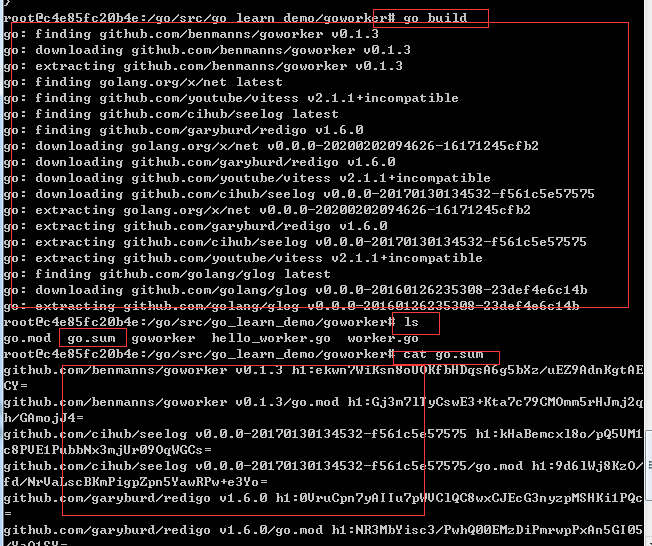 }
root@c4e85fc20b4e:/go/src/go_learn_demo/goworker# go build
go: finding github.com/benmanns/goworker v0.1.3
go: downloading github.com/benmanns/goworker v0.1.3
go: extracting github.com/benmanns/goworker v0.1.3
go: finding golang.org/x/net latest
go: finding github.com/youtube/vitess v2.1.1+incompatible
go: finding github.com/cihub/seelog latest
go: finding github.com/garyburd/redigo v1.6.0
go: downloading golang.org/x/net v0.0.0-20200202094626-16171245cfb2
go: downloading github.com/garyburd/redigo v1.6.0
go: downloading github.com/youtube/vitess v2.1.1+incompatible
go: downloading github.com/cihub/seelog v0.0.0-20170130134532-f561c5e57575
go: extracting golang.org/x/net v0.0.0-20200202094626-16171245cfb2
go: extracting github.com/garyburd/redigo v1.6.0
go: extracting github.com/cihub/seelog v0.0.0-20170130134532-f561c5e57575
go: extracting github.com/youtube/vitess v2.1.1+incompatible
go: finding github.com/golang/glog latest
go: downloading github.com/golang/glog v0.0.0-20160126235308-23def4e6c14b
go: extracting github.com/golang/glog v0.0.0-20160126235308-23def4e6c14b
root@c4e85fc20b4e:/go/src/go_learn_demo/goworker# ls
go.mod go.sum goworker hello_worker.go worker.go
root@c4e85fc20b4e:/go/src/go_learn_demo/goworker# cat go.sum
github.com/benmanns/goworker v0.1.3
CY=
github.com/benmanns/goworker v0.1.3/go.mod
h/GAmojJ4=
github.com/cihub/seelog v0.0.0-20170130134532-f561c5e57575
c8PVE1PubbNx3mjUr09OqWGCs=
github.com/cihub/seelog v0.0.0-20170130134532-f561c5e57575/go.mod h1:9d6lWj8KzO/
fd/NrVaLscBKmPigpZpn5YawRPw+e3Yo=
github.com/garyburd/redigo v1.6.0
=
github.com/garyburd/redigo v1.6.0/go.mod h1:NR3MbYisc3/PwhQ00EMzDiPmrwpPxAn5GI05